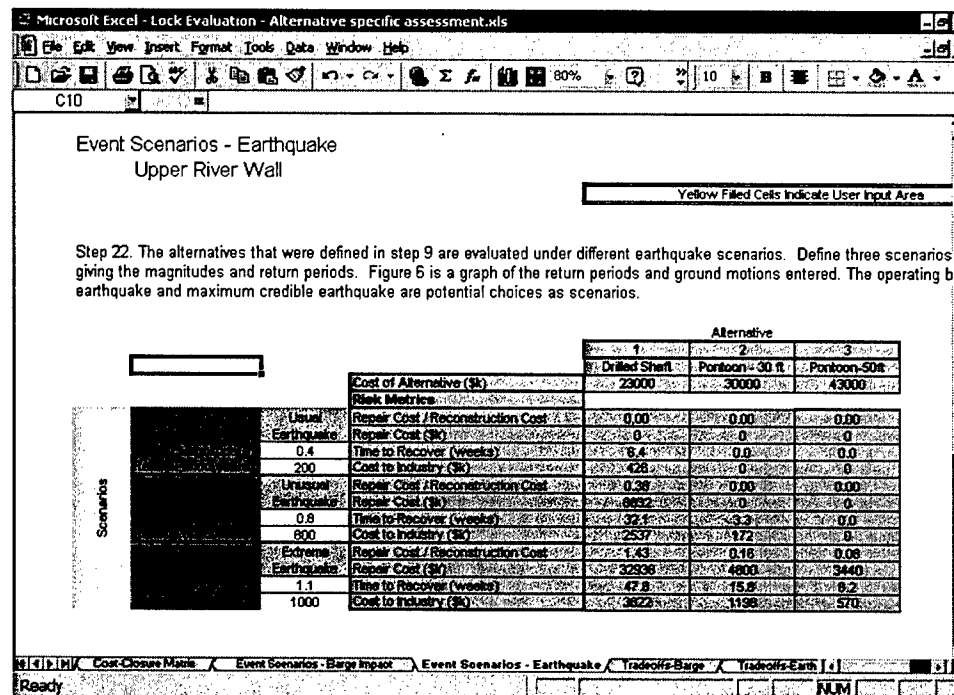 Microsoft Excel - Lock Evaluation - Alternative specific assessment.xls
File Edit View Insert Format Tools Data Window Help
80% 10 B A
C10 =
Event Scenarios - Earthquake
Upper River Wall
Yellow Filled Cells Indicate User Input Area
Step 22. The alternatives that were defined in step 9 are evaluated under different earthquake scenarios. Define three scenarios
giving the magnitudes and return periods. Figure 6 is a graph of the return periods and ground motions entered. The operating b
earthquake and maximum credible earthquake are potential choices as scenarios.
Alternative
1 2 3
Drilled Shaft Pontoon - 30 ft Pontoon-50ft
Cost of Alternative ($k) 23000 30000 43000
Risk Metrics
Scenarios
Usual Repair Cost / Reconstruction Cost 0.00 0.00 0.00
Earthquake Repair Cost ($k) 0 0 0
0.4 Time to Recover (weeks) 6.4 0.0 0.0
200 Cost to Industry ($k) 426 0 0
Unusual Repair Cost / Reconstruction Cost 0.38 0.00 0.00
Earthquake Repair Cost ($k) 0 0
0.8 Time to Recover (weeks) 32.1 3.3 0.0
600 Cost to Industry ($k) 2537 172 0
Extreme Repair Cost / Reconstruction Cost 1.43 0.16 0.08
Earthquake Repair Cost ($k) 32936 4800 3440
1.1 Time to Recover (weeks) 47.8 15.8 8.2
1000 Cost to Industry ($k) 3822 1198 570
Cost-Closure Matrix Event Scenarios - Barge Impact Event Scenarios - Earthquake Tradeoffs-Barge Tradeoffs-Earth
Ready NUM